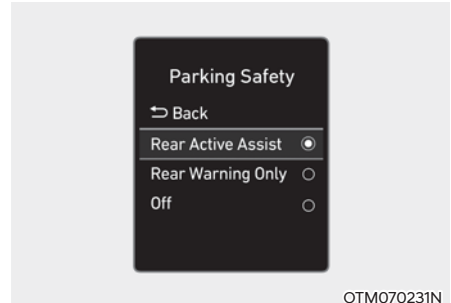 Parking Safety
Back
Rear Active Assist
Rear Warning Only
Off
OTM070231N